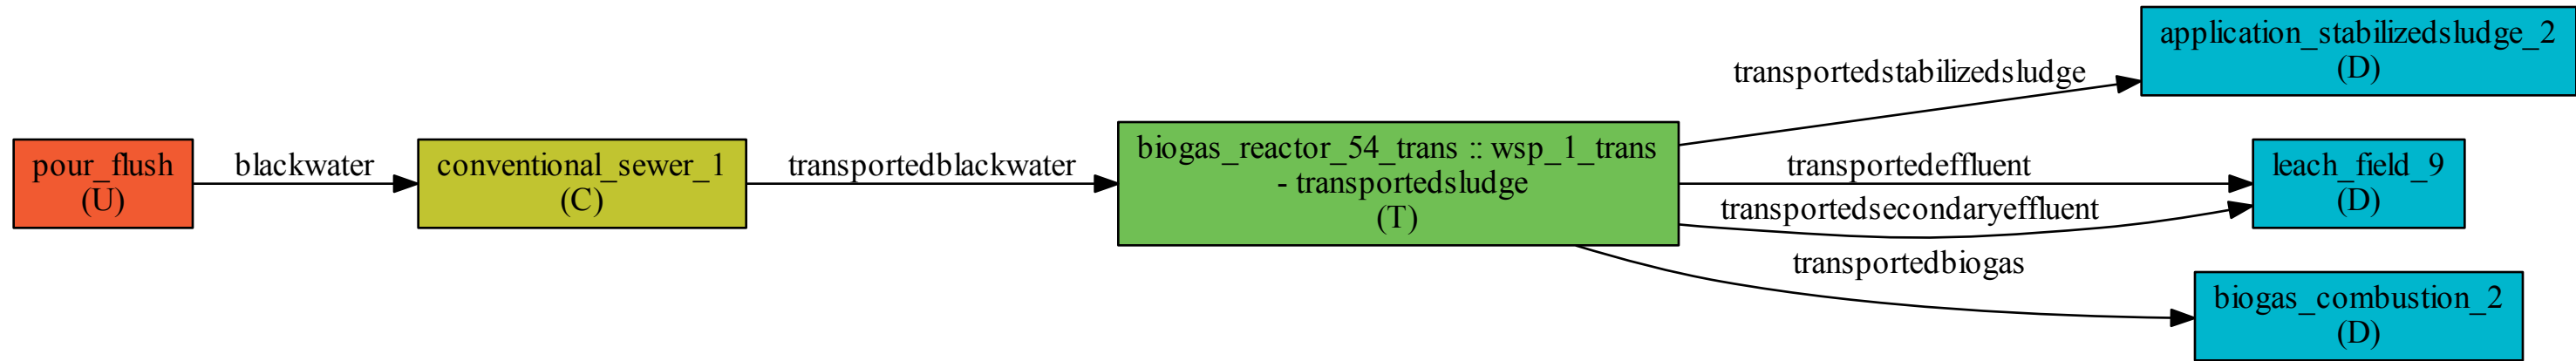 pour_flush
(U)
blackwater
conventional_sewer_1
(C)
transportedblackwater
biogas_reactor_54_trans :: wsp_1_trans
- transportedsludge
(T)
transportedstabilizedsludge
transportedeffluent
transportedsecondaryeffluent
transportedbiogas
application_stabilizedsludge_2
(D)
leach_field_9
(D)
biogas_combustion_2
(D)